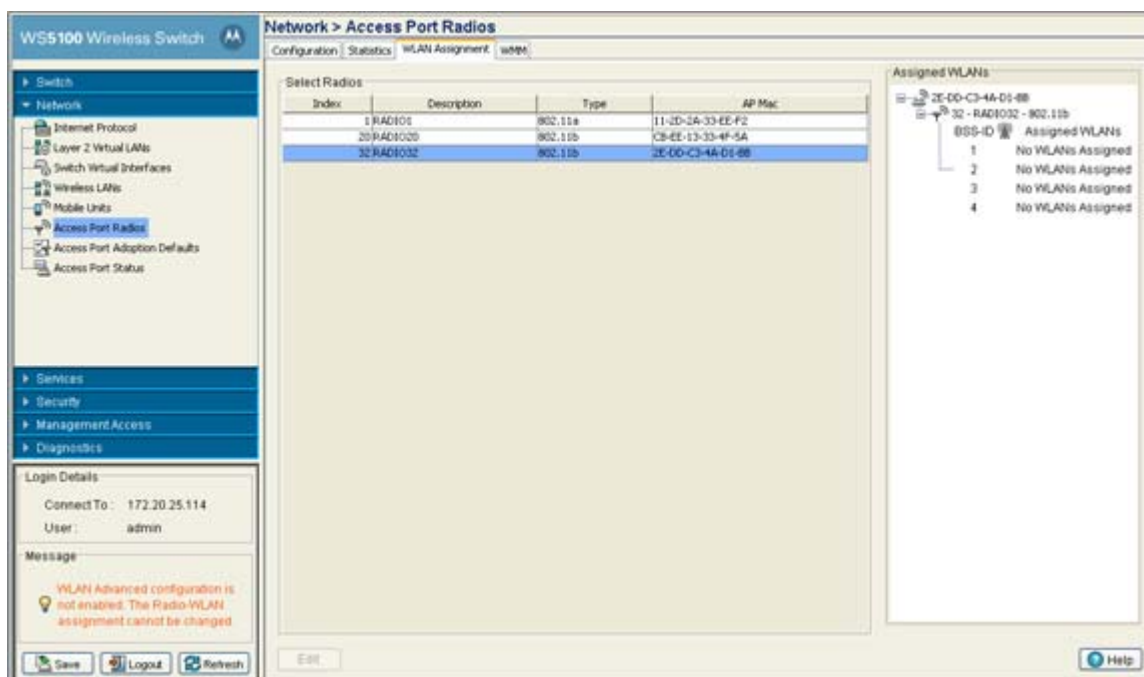 WS5100 Wireless Switch
Switch
Network
Internet Protocol
Layer 2 Virtual LANs
Switch Virtual Interfaces
Wireless LANs
Mobile Units
Access Port Radios
Access Port Adoption Defaults
Access Port Status
Services
Security
Management Access
Diagnostics
Login Details
Connect To : 172.20.25.114
User : admin
Message
WLAN Advanced configuration is
not enabled. The Radio-WLAN
assignment cannot be changed
Save Logout Refresh
Network > Access Port Radios
Configuration Statistics WLAN Assignment WMM
Select Radios
Index Description Type AP Mac
1 RADIO1 802.11a 11-2D-2A-33-EE-F2
20 RADIO20 802.11b C8-EE-13-33-4F-5A
32 RADIO32 802.11b 2E-DD-C3-4A-D1-88
Edit
Assigned WLANs
2E-DD-C3-4A-D1-88
32 - RADIO32 - 802.11b
BSS-ID Assigned WLANs
1 No WLANs Assigned
2 No WLANs Assigned
3 No WLANs Assigned
4 No WLANs Assigned
Help